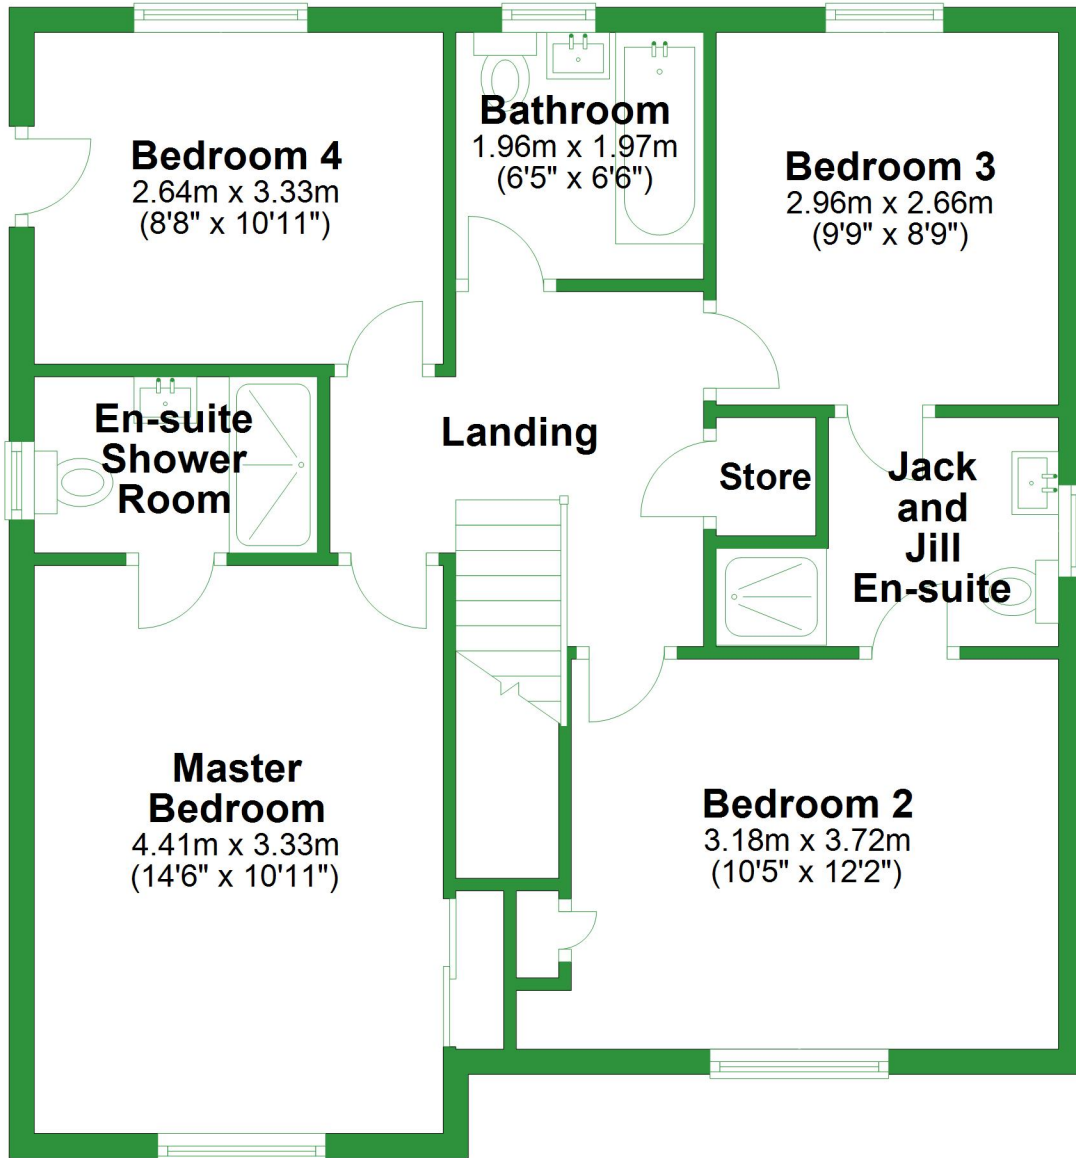 Bedroom 4
2.64m x 3.33m
(8'8" x 10'11")
Bathroom
1.96m x 1.97m
(6'5" x 6'6")
Bedroom 3
2.96m x 2.66m
(9'9" x 8'9")
En-suite
Shower
Room
Landing
Store
Jack
and
Jill
En-suite
Master
Bedroom
4.41m x 3.33m
(14'6" x 10'11")
Bedroom 2
3.18m x 3.72m
(10'5" x 12'2")